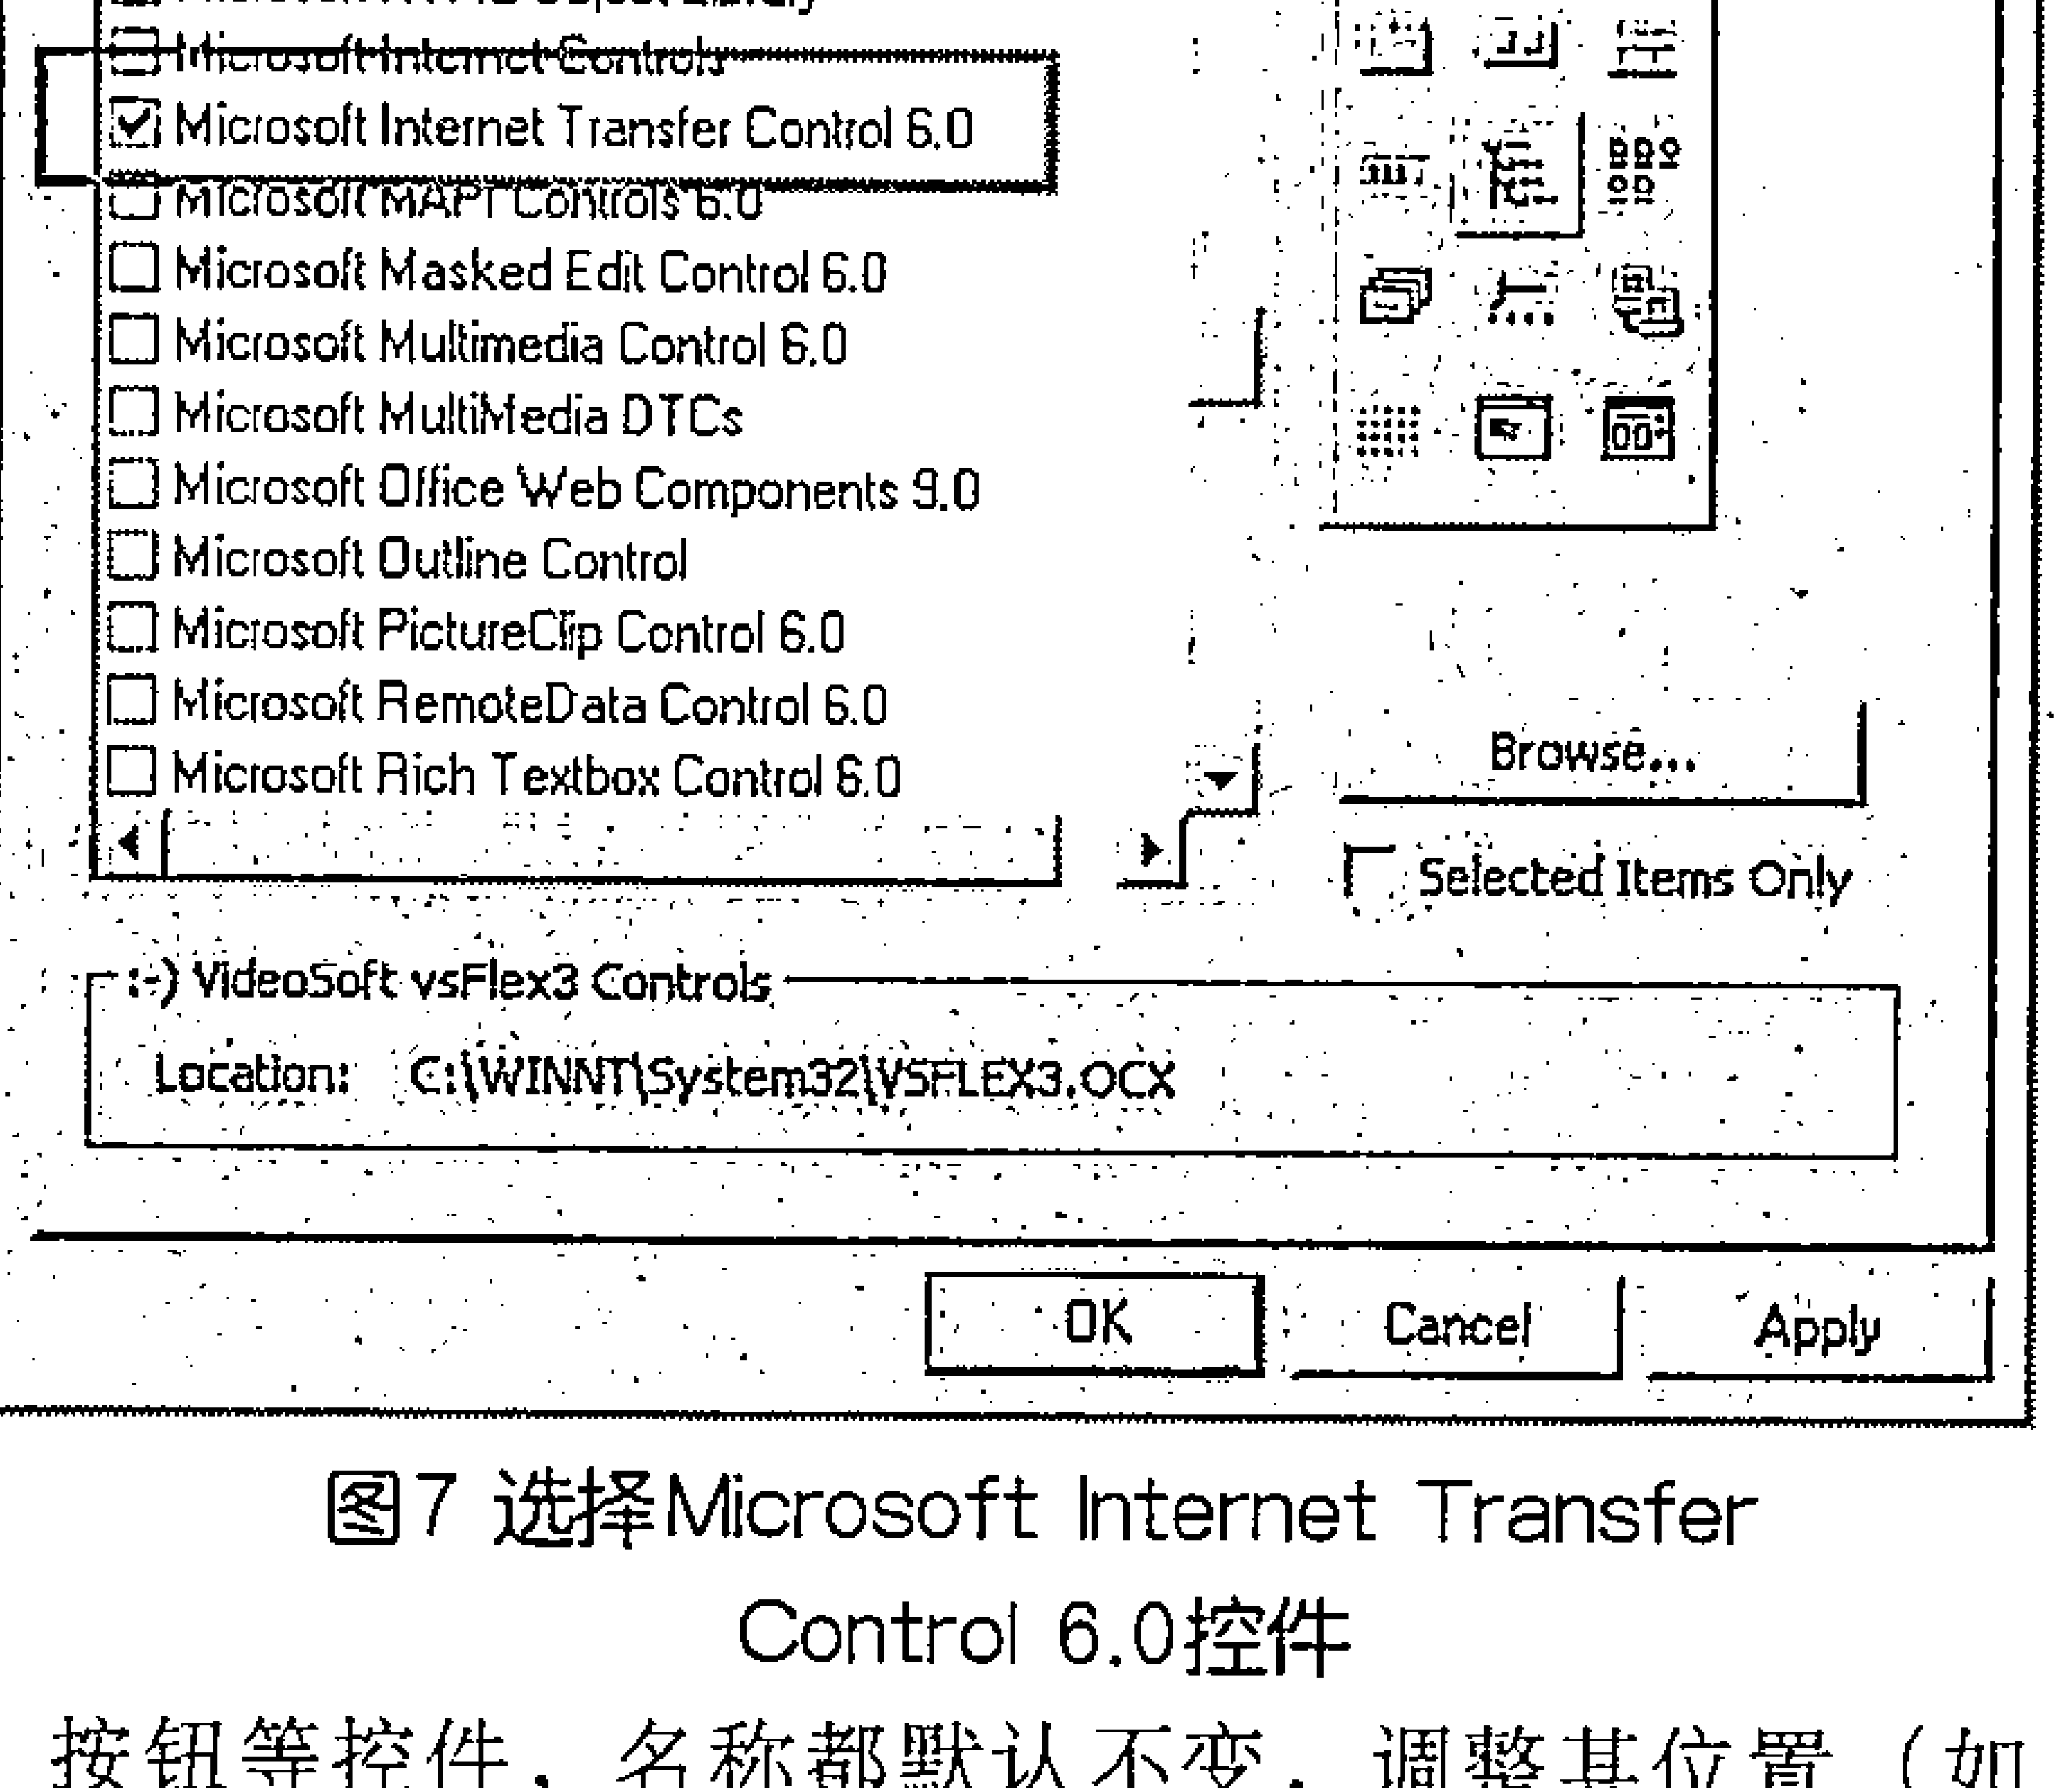 Library
Microsoft Internet Controls
Microsoft Internet Transfer Control 6.0
Microsoft MAPI Controls 6.0
Microsoft Masked Edit Control 6.0
Microsoft Multimedia Control 6.0
Microsoft MultiMedia DTCs
Microsoft Office Web Components 9.0
Microsoft Outline Control
Microsoft PictureClip Control 6.0
Microsoft RemoteData Control 6.0
Microsoft Rich Textbox Control 6.0
Browse...
Selected Items Only
:-) VideoSoft vsFlex3 Controls
Location: C:\WINNT\System32\VSFLEX3.OCX
OK Cancel Apply
图7 选择Microsoft Internet Transfer
Control 6.0控件
按钮等控件，名称都默认不变，调整其位置（如